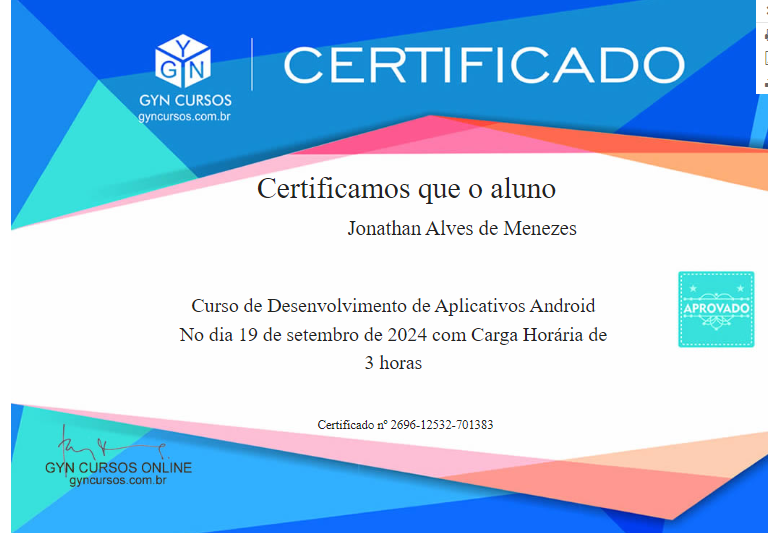 YGN
GYN CURSOS
gyncursos.com.br
CERTIFICADO
Certificamos que o aluno
Jonathan Alves de Menezes
APROVADO
Curso de Desenvolvimento de Aplicativos Android
No dia 19 de setembro de 2024 com Carga Horária de
3 horas
Certificado nº 2696-12532-701383
GYN CURSOS ONLINE
gyncursos.com.br